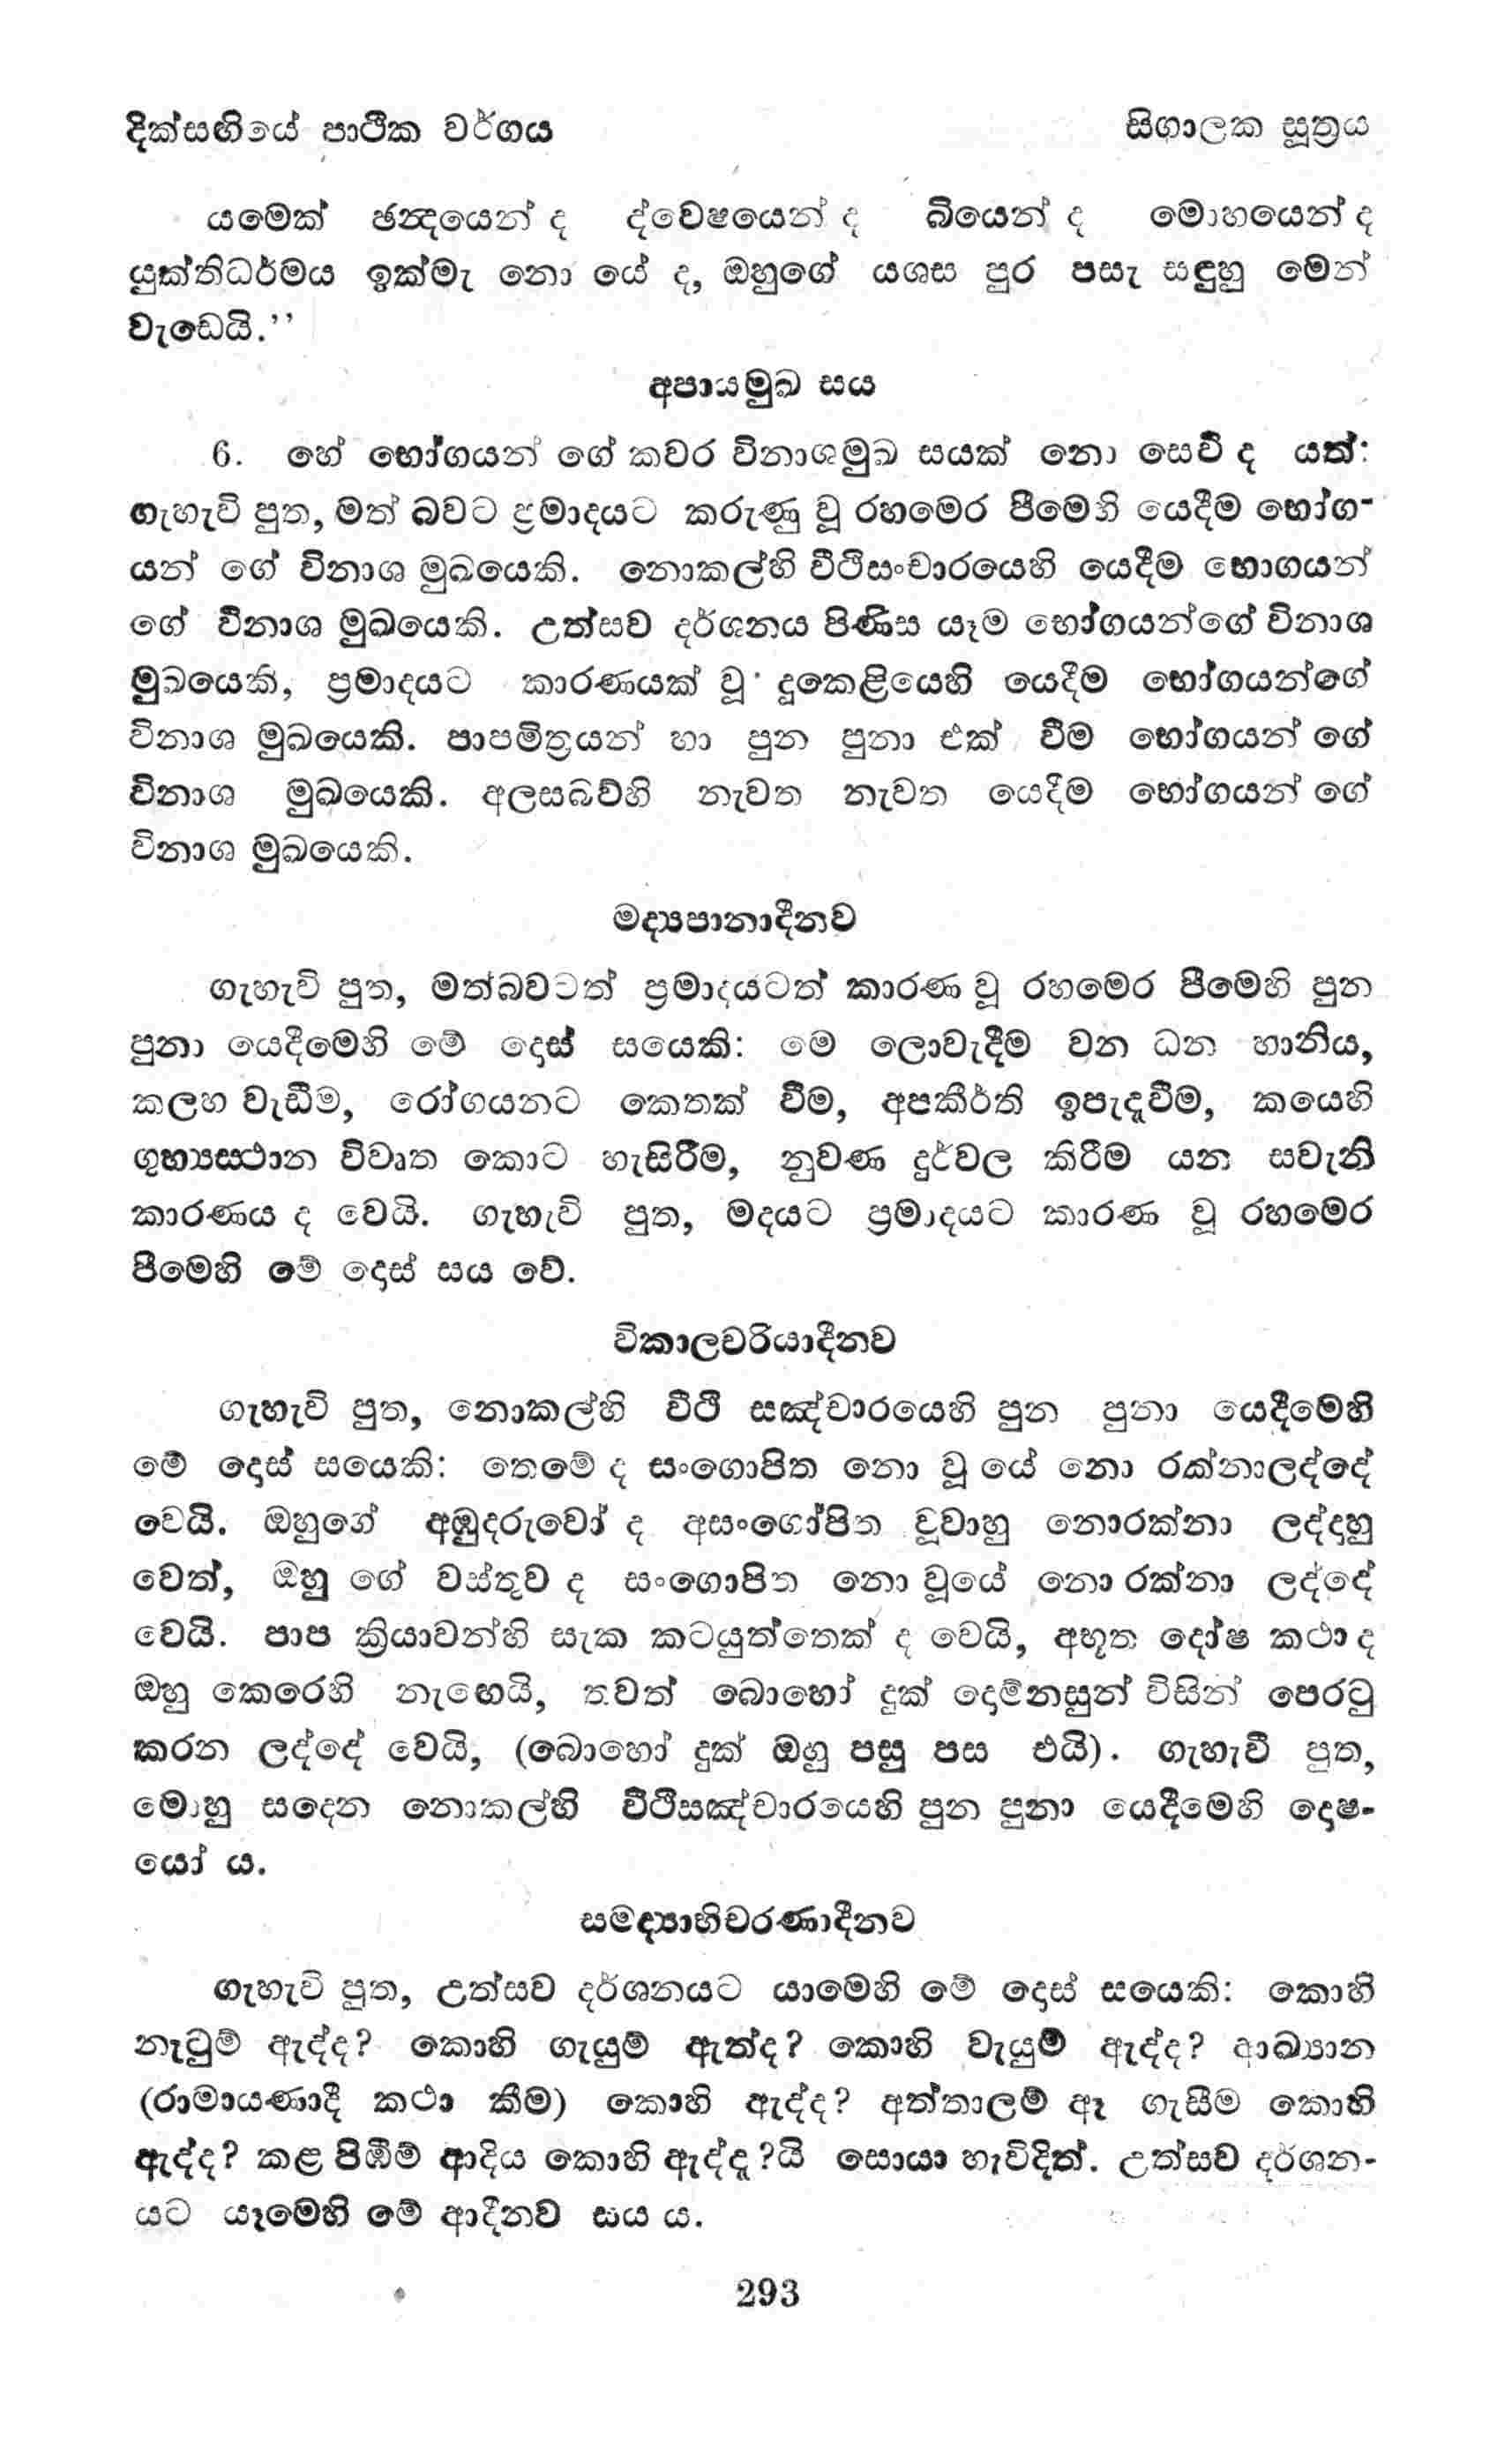 දික්සඟියේ පාථික වර්ගය
සිගාලක සූත්‍රය
යමෙක් ඡන්‍දයෙන් ද ද්වෙෂයෙන් ද බියෙන් ද මොහයෙන් ද
යුක්තිධර්මය ඉක්මැ නො යේ ද, ඔහුගේ යශස පුර පසැ සඳුහු මෙන්
වැඩෙයි.’’
අපායමුඛ සය
6. හේ භෝගයන් ගේ කවර විනාශමුඛ සයක් නො සෙවී ද යත්:
ගැහැවි පුත, මත් බවට ප්‍රමාදයට කරුණු වූ රහමෙර පීමෙහි යෙදීම භෝග-
යන් ගේ විනාශ මුඛයෙකි. නොකල්හි වීථිසංචාරයෙහි යෙදීම භොගයන්
ගේ විනාශ මුඛයෙකි. උත්සව දර්ශනය පිණිස යෑම භෝගයන්ගේ විනාශ
මුඛයෙකි, ප්‍රමාදයට කාරණයක් වූ දූකෙළියෙහි යෙදීම භෝගයන්ගේ
විනාශ මුඛයෙකි. පාපමිත්‍රයන් හා පුන පුනා එක් වීම භෝගයන් ගේ
විනාශ මුඛයෙකි. අලසබව්හි නැවත නැවත යෙදීම භෝගයන් ගේ
විනාශ මුඛයෙකි.
මද්‍යපානාදීනව
ගැහැවි පුත, මත්බවටත් ප්‍රමාදයටත් කාරණ වූ රහමෙර පීමෙහි පුන
පුනා යෙදීමෙහි මේ දොස් සයෙකි: මෙ ලොවැදීම වන ධන හානිය,
කලහ වැඩීම, රෝගයනට කෙතක් වීම, අපකීර්ති ඉපැදූවීම, කයෙහි
ගුහ්‍යස්ථාන විවෘත කොට හැසිරීම, නුවණ දුර්වල කිරීම යන සවැනි
කාරණය ද වෙයි. ගැහැවි පුත, මදයට ප්‍රමාදයට කාරණ වූ රහමෙර
පීමෙහි මේ දොස් සය වේ.
විකාලචරියාදීනව
ගැහැවි පුත, නොකල්හි වීථි සඤ්චාරයෙහි පුන පුනා යෙදීමෙහි
මේ දොස් සයෙකි: තෙමේ ද සංගොපිත නො වූ යේ නො රක්නාලද්දේ
වෙයි. ඔහුගේ අඹුදරුවෝ ද අසංගෝපිත වූවාහු නොරක්නා ලද්දාහු
වෙත්, ඔහු ගේ වස්තුව ද සංගොපිත නො වූයේ නො රක්නා ලද්දේ
වෙයි. පාප ක්‍රියාවන්හි සැක කටයුත්තෙක් ද වෙයි, අභූත දෝෂ කථා ද
ඔහු කෙරෙහි නැඟෙයි, තවත් බොහෝ දුක් දොම්නසුන් විසින් පෙරටු
කරන ලද්දේ වෙයි, (බොහෝ දුක් ඔහු පසු පස එයි). ගැහැවි පුත,
මොහු සදෙන නොකල්හි වීථිසඤ්චාරයෙහි පුන පුනා යෙදීමෙහි දොෂ-
යෝ ය.
සමද්‍යාභිචරණාදීනව
ගැහැවි පුත, උත්සව දර්ශනයට යාමෙහි මේ දොස් සයෙකි: කොහි
නැටුම් ඇද්ද? කොහි ගැයුම් ඇත්ද? කොහි වැයුම් ඇද්ද? ආඛ්‍යාන
(රාමායණාදී කථා කීම) කොහි ඇද්ද? අත්තාලම් ඈ ගැසීම කොහි
ඇද්ද? කළ පිඹීම් ආදිය කොහි ඇද්දැ?යි සොයා හැවිදිත්. උත්සව දර්ශන-
යට යෑමෙහි මේ ආදීනව සය ය.
293